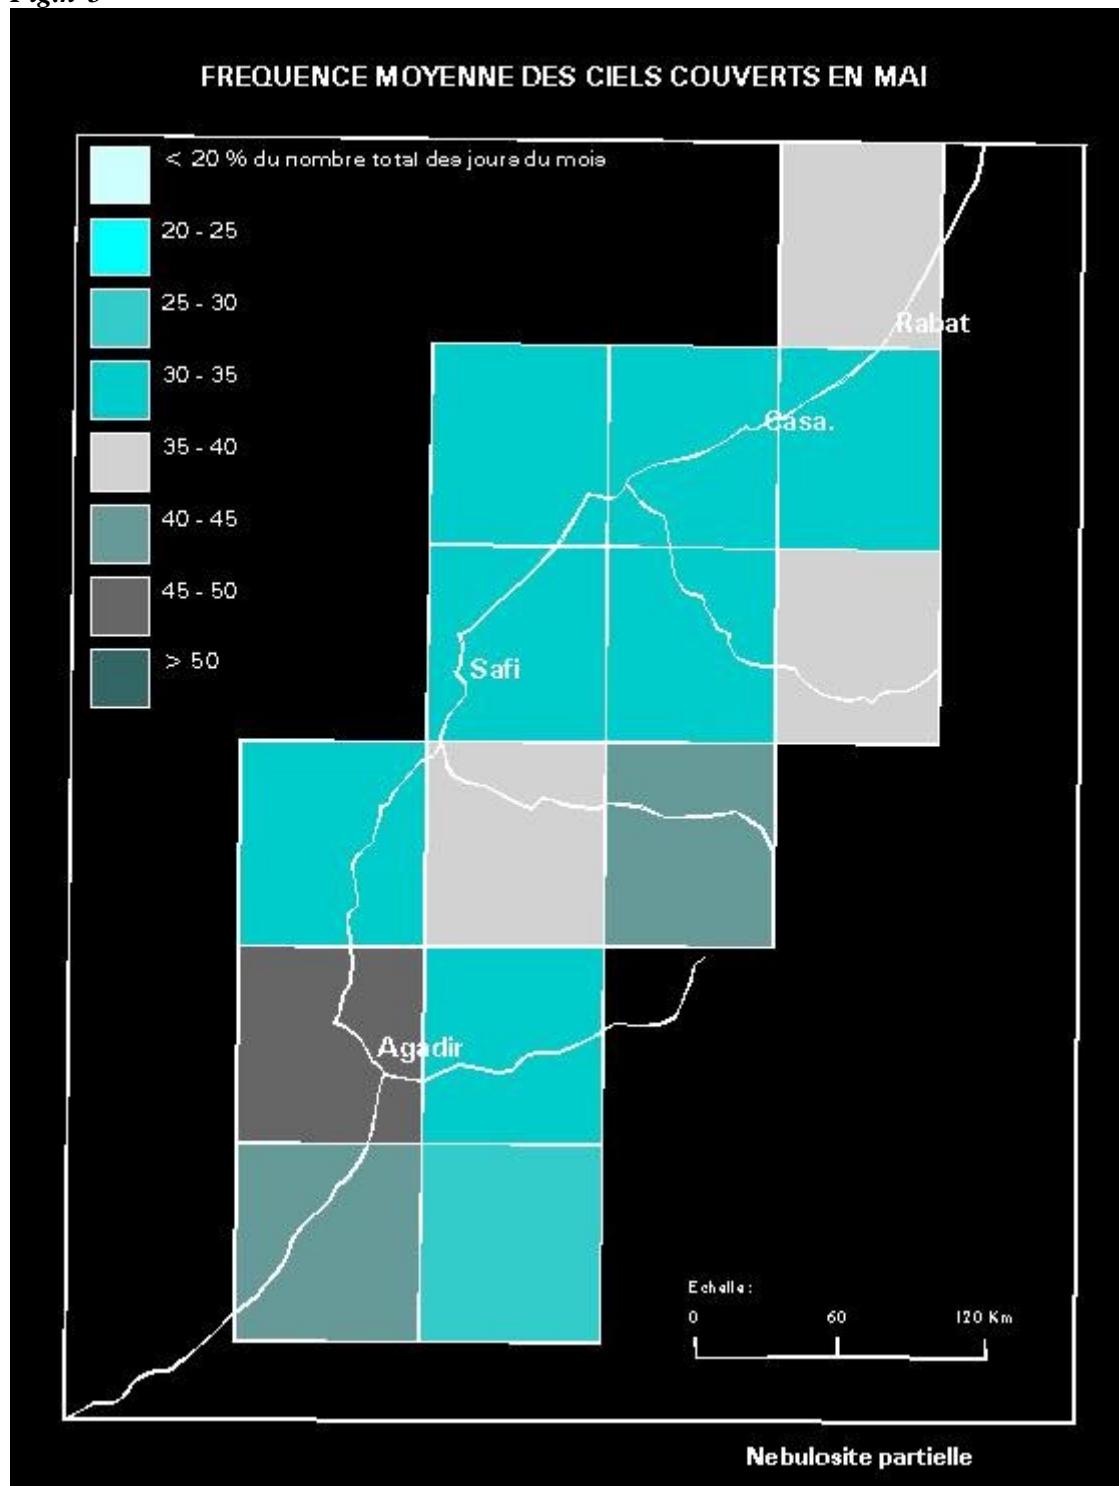 FREQUENCE MOYENNE DES CIELS COUVERTS EN MAI
< 20 % du nombre total des jours du mois
20 - 25
25 - 30
30 - 35
35 - 40
40 - 45
45 - 50
> 50
Rabat
Casa.
Safi
Agadir
Echelle :
0 60 120 Km
Nebulosite partielle